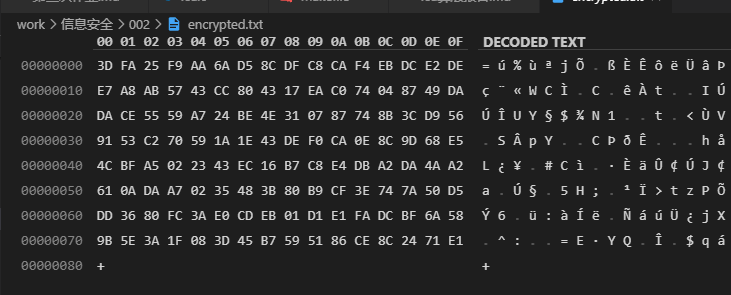 work > 信息安全 > 002 > encrypted.txt
00 01 02 03 04 05 06 07 08 09 0A 0B 0C 0D 0E 0F DECODED TEXT
00000000 3D FA 25 F9 AA 6A D5 8C DF C8 CA F4 EB DC E2 DE = ú % ù ª j Õ . ß È Ê ô ë Ü â Þ
00000010 E7 A8 AB 57 43 CC 80 43 17 EA C0 74 04 87 49 DA ç ¨ « W C Ì . C . ê À t . . I Ú
00000020 DA CE 55 59 A7 24 BE 4E 31 07 87 74 8B 3C D9 56 Ú Î U Y § $ ¾ N 1 . . t . < Ù V
00000030 91 53 C2 70 59 1A 1E 43 DE F0 CA 0E 8C 9D 68 E5 . S Â p Y . . C Þ ð Ê . . . h å
00000040 4C BF A5 02 23 43 EC 16 B7 C8 E4 DB A2 DA 4A A2 L ¿ ¥ . # C ì . · È ä Û ¢ Ú J ¢
00000050 61 0A DA A7 02 35 48 3B 80 B9 CF 3E 74 7A 50 D5 a . Ú § . 5 H ; . ¹ Ï > t z P Õ
00000060 DD 36 80 FC 3A E0 CD EB 01 D1 E1 FA DC BF 6A 58 Ý 6 . ü : à Í ë . Ñ á ú Ü ¿ j X
00000070 9B 5E 3A 1F 08 3D 45 B7 59 51 86 CE 8C 24 71 E1 . ^ : . . = E · Y Q . Î . $ q á
00000080 + +